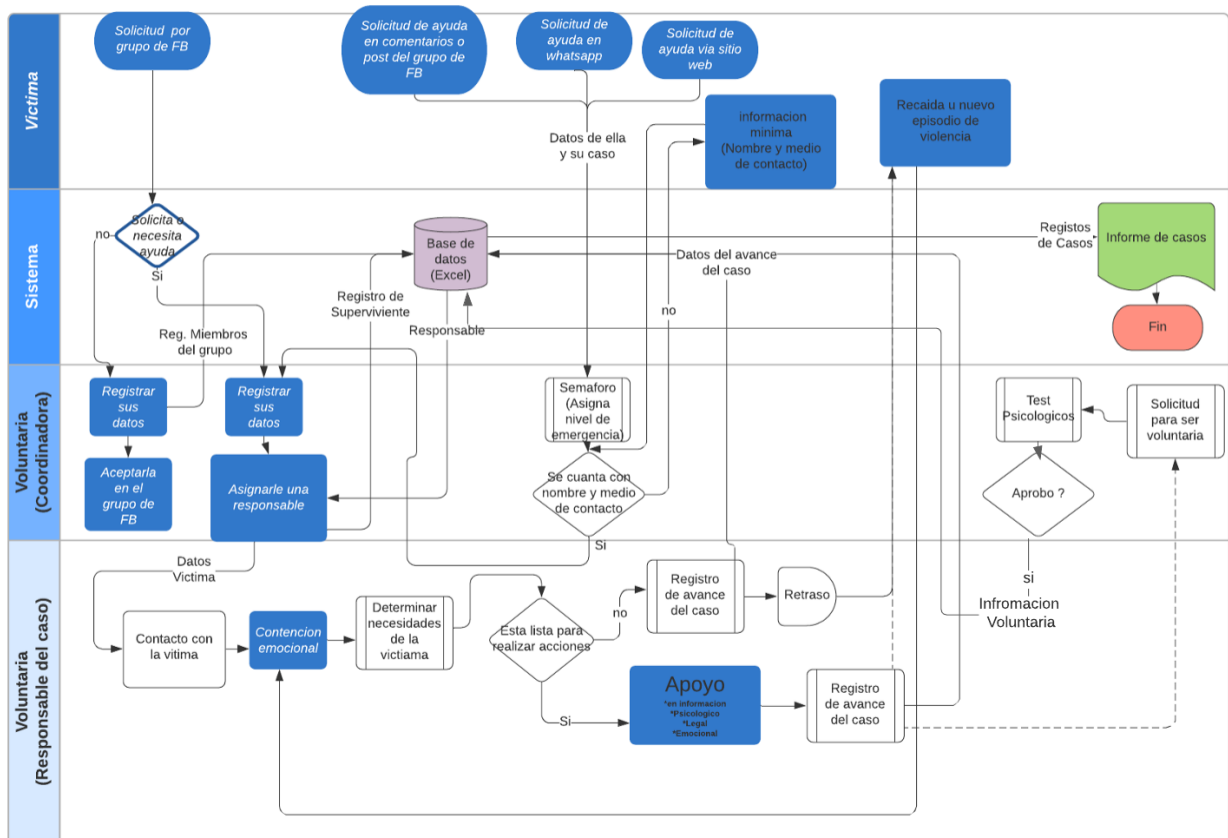 Victima
Solicitud por
grupo de FB
Solicitud de ayuda
en comentarios o
post del grupo de
FB
Solicitud de
ayuda en
whatsapp
Solicitud de
ayuda via sitio
web
Datos de ella
y su caso
informacion
minima
(Nombre y medio
de contacto)
Recaida u nuevo
episodio de
violencia
Sistema
Solicita o
necesita
ayuda
no
Si
Base de
datos
(Excel)
Registro de
Superviviente
Responsable
Reg. Miembros
del grupo
no
Datos del avance
del caso
Registos
de Casos
Informe de casos
Fin
Voluntaria
(Coordinadora)
Registrar
sus
datos
Registrar
sus
datos
Aceptarla
en el
grupo de
FB
Asignarle una
responsable
Semaforo
(Asigna
nivel de
emergencia)
Se cuanta con
nombre y medio
de contacto
Si
Test
Psicologicos
Solicitud
para ser
voluntaria
Aprobo ?
si
Infromacion
Voluntaria
Voluntaria
(Responsable del caso)
Datos
Victima
Contacto con
la vitima
Contencion
emocional
Determinar
necesidades
de la
victiama
Esta lista para
realizar acciones
no
Si
Registro
de avance
del caso
Retraso
Apoyo
*en informacion
*Psicologico
*Legal
*Emocional
Registro
de avance
del caso